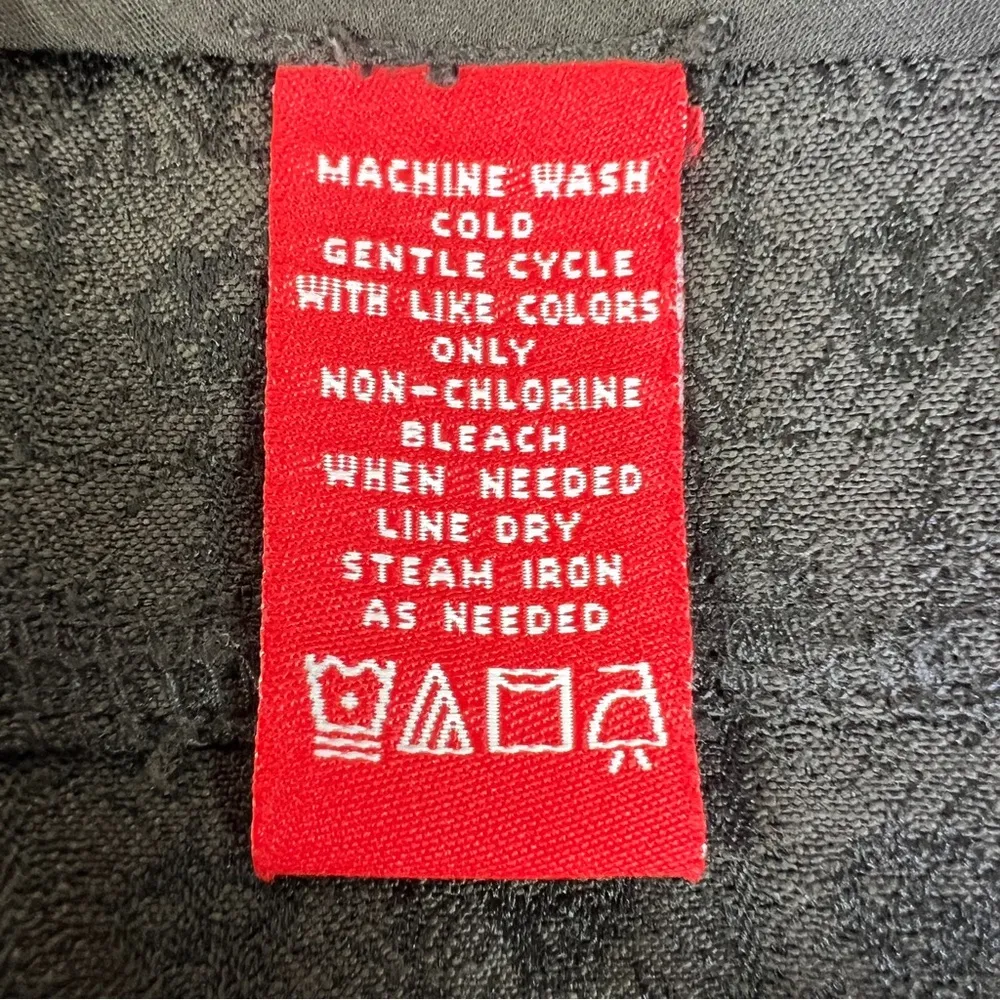 MACHINE WASH
COLD
GENTLE CYCLE
WITH LIKE COLORS
ONLY
NON-CHLORINE
BLEACH
WHEN NEEDED
LINE DRY
STEAM IRON
AS NEEDED